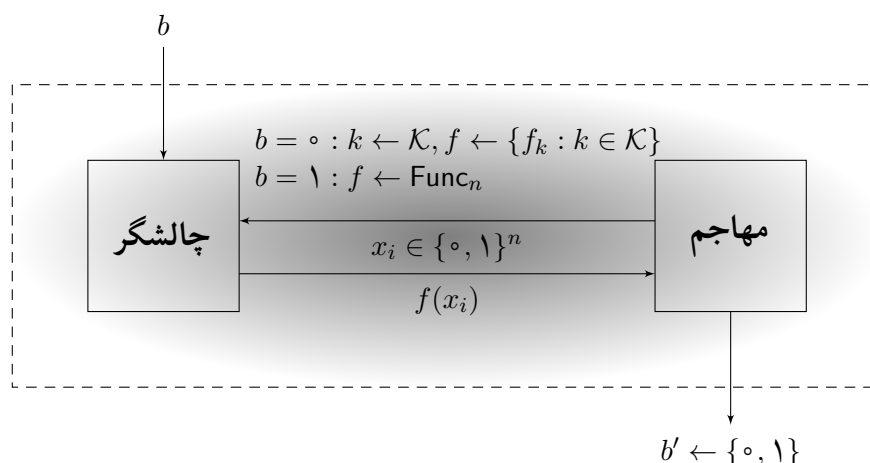 b
b = ۰ : k ← 𝒦, f ← {f_k : k ∈ 𝒦}
b = ۱ : f ← Func_n
چالشگر
مهاجم
x_i ∈ {۰, ۱}^n
f(x_i)
b′ ← {۰, ۱}